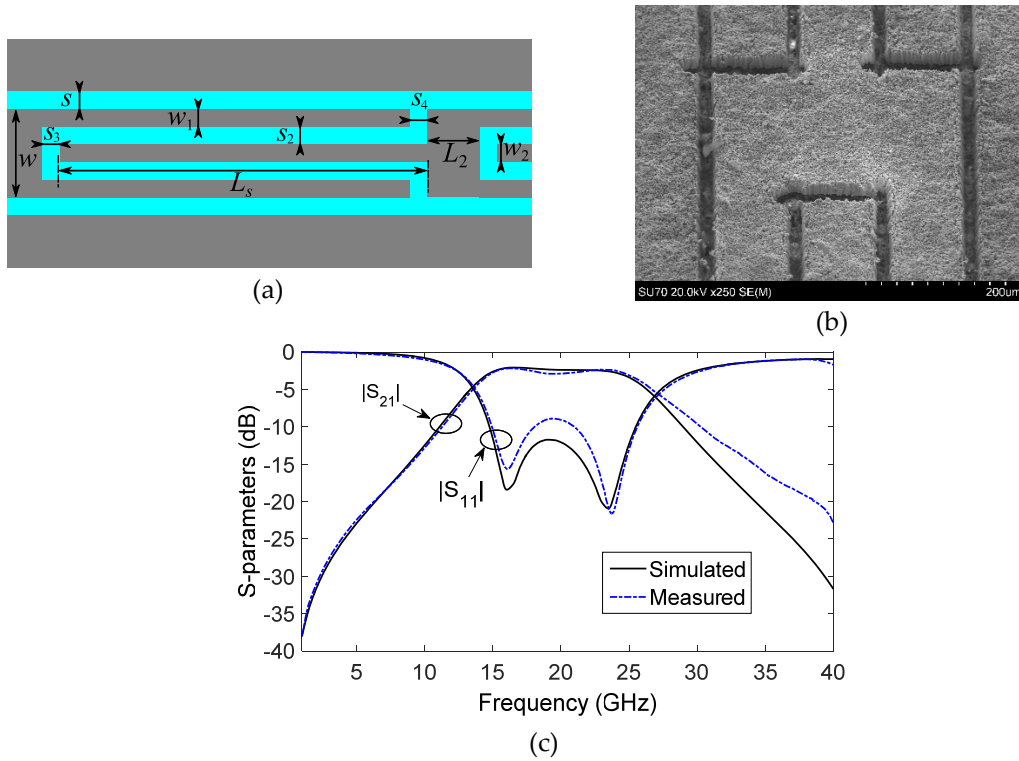 s
w
w₁
s₂
s₃
s₄
L₂
w₂
Lₛ
(a)
SU70 20.0kV x250 SE(M)
200um
(b)
0
-5
-10
-15
-20
-25
-30
-35
-40
S-parameters (dB)
|S₂₁|
|S₁₁|
Simulated
Measured
5
10
15
20
25
30
35
40
Frequency (GHz)
(c)